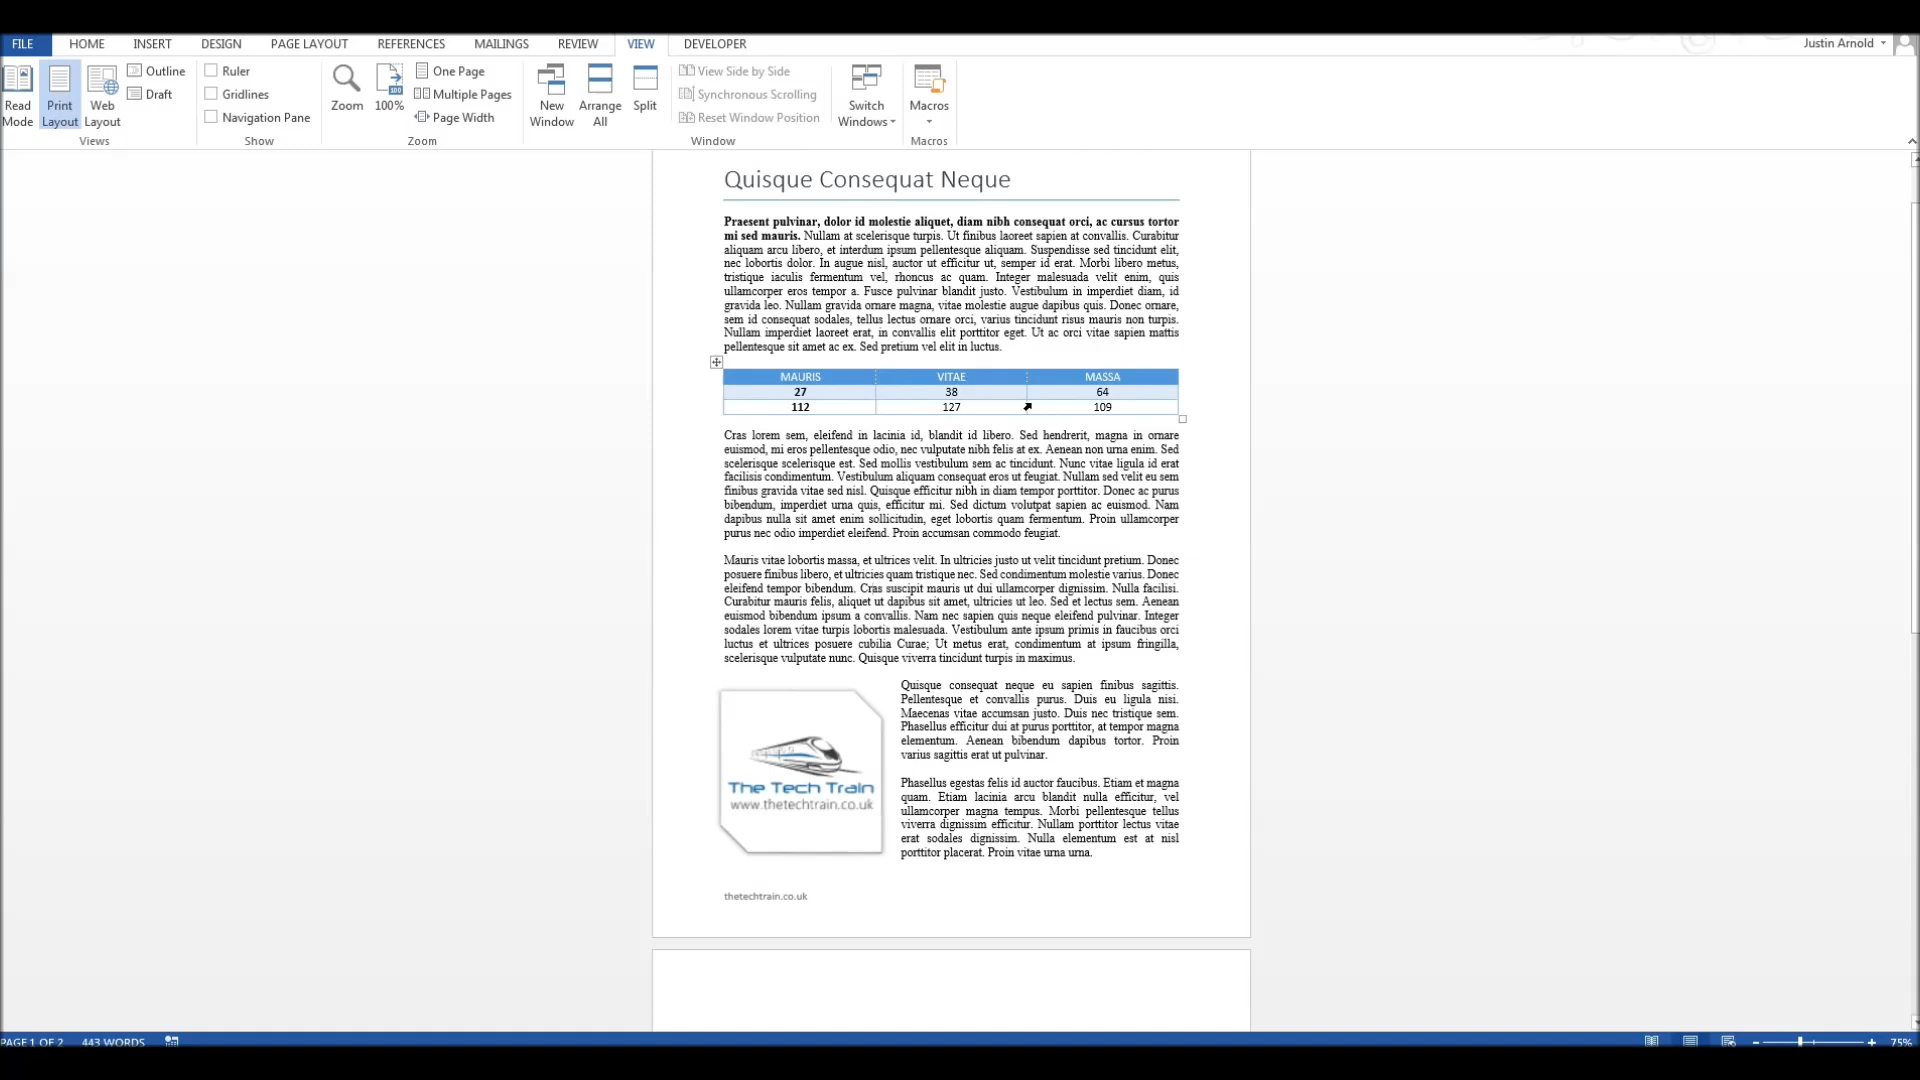 FILE HOME INSERT DESIGN PAGE LAYOUT REFERENCES MAILINGS REVIEW VIEW DEVELOPER Justin Arnold
Read Mode
Print Layout
Web Layout
Outline
Draft
Views
Ruler
Gridlines
Navigation Pane
Show
Zoom
100%
100
One Page
Multiple Pages
Page Width
Zoom
New Window
Arrange All
Split
View Side by Side
Synchronous Scrolling
Reset Window Position
Window
Switch Windows
Macros
Macros
Quisque Consequat Neque
Praesent pulvinar, dolor id molestie aliquet, diam nibh consequat orci, ac cursus tortor
mi sed mauris. Nullam at scelerisque turpis. Ut finibus laoreet sapien at convallis. Curabitur
aliquam arcu libero, et interdum ipsum pellentesque aliquam. Suspendisse sed tincidunt elit,
nec lobortis dolor. In augue nisl, auctor ut efficitur ut, semper id erat. Morbi libero metus,
tristique iaculis fermentum vel, rhoncus ac quam. Integer malesuada velit enim, quis
ullamcorper eros tempor a. Fusce pulvinar blandit justo. Vestibulum in imperdiet diam, id
gravida leo. Nullam gravida ornare magna, vitae molestie augue dapibus quis. Donec ornare,
sem id consequat sodales, tellus lectus ornare orci, varius tincidunt risus mauris non turpis.
Nullam imperdiet laoreet erat, in convallis elit porttitor eget. Ut ac orci vitae sapien mattis
pellentesque sit amet ac ex. Sed pretium vel elit in luctus.
MAURIS VITAE MASSA
27 38 64
112 127 109
Cras lorem sem, eleifend in lacinia id, blandit id libero. Sed hendrerit, magna in ornare
euismod, mi eros pellentesque odio, nec vulputate nibh felis at ex. Aenean non urna enim. Sed
scelerisque scelerisque est. Sed mollis vestibulum sem ac tincidunt. Nunc vitae ligula id erat
facilisis condimentum. Vestibulum aliquam consequat eros ut feugiat. Nullam sed velit eu sem
finibus gravida vitae sed nisl. Quisque efficitur nibh in diam tempor porttitor. Donec ac purus
bibendum, imperdiet urna quis, efficitur mi. Sed dictum volutpat sapien ac euismod. Nam
dapibus nulla sit amet enim sollicitudin, eget lobortis quam fermentum. Proin ullamcorper
purus nec odio imperdiet eleifend. Proin accumsan commodo feugiat.
Mauris vitae lobortis massa, et ultrices velit. In ultricies justo ut velit tincidunt pretium. Donec
posuere finibus libero, et ultricies quam tristique nec. Sed condimentum molestie varius. Donec
eleifend tempor bibendum. Cras suscipit mauris ut dui ullamcorper dignissim. Nulla facilisi.
Curabitur mauris felis, aliquet ut dapibus sit amet, ultricies ut leo. Sed et lectus sem. Aenean
euismod bibendum ipsum a convallis. Nam nec sapien quis neque eleifend pulvinar. Integer
sodales lorem vitae turpis lobortis malesuada. Vestibulum ante ipsum primis in faucibus orci
luctus et ultrices posuere cubilia Curae; Ut metus erat, condimentum at ipsum fringilla,
scelerisque vulputate nunc. Quisque viverra tincidunt turpis in maximus.
The Tech Train
www.thetechtrain.co.uk
Quisque consequat neque eu sapien finibus sagittis.
Pellentesque et convallis purus. Duis eu ligula nisi.
Maecenas vitae accumsan justo. Duis nec tristique sem.
Phasellus efficitur dui at purus porttitor, at tempor magna
elementum. Aenean bibendum dapibus tortor. Proin
varius sagittis erat ut pulvinar.
Phasellus egestas felis id auctor faucibus. Etiam et magna
quam. Etiam lacinia arcu blandit nulla efficitur, vel
ullamcorper magna tempus. Morbi pellentesque tellus
viverra dignissim efficitur. Nullam porttitor lectus vitae
erat sodales dignissim. Nulla elementum est at nisl
porttitor placerat. Proin vitae urna urna.
thetechtrain.co.uk
PAGE 1 OF 2 443 WORDS 75%